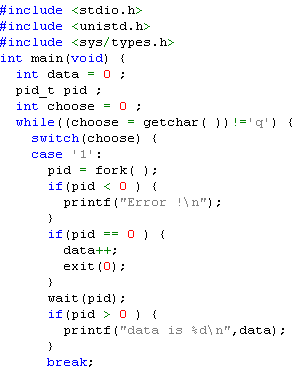 #include <stdio.h>
#include <unistd.h>
#include <sys/types.h>
int main(void) {
int data = 0 ;
pid_t pid ;
int choose = 0 ;
while((choose = getchar( ))!='q') {
switch(choose) {
case '1':
pid = fork( );
if(pid < 0 ) {
printf("Error !\n");
}
if(pid == 0 ) {
data++;
exit(0);
}
wait(pid);
if(pid > 0 ) {
printf("data is %d\n",data);
}
break;